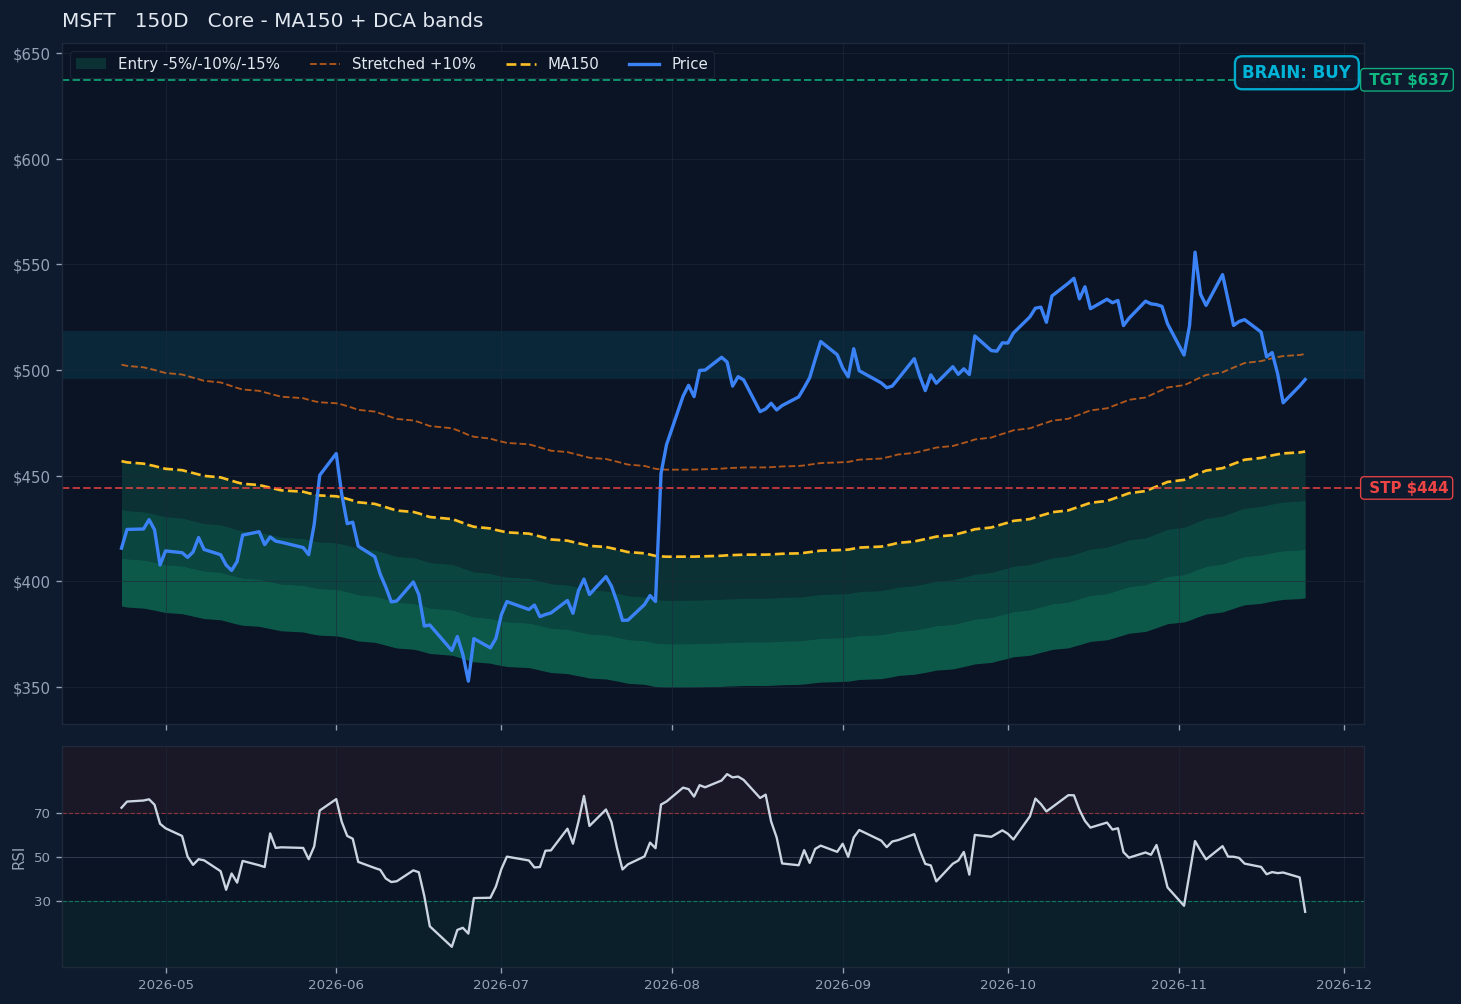 MSFT   150D   Core - MA150 + DCA bands
Entry -5%/-10%/-15%   Stretched +10%   MA150   Price
BRAIN: BUY
TGT $637
$650
$600
$550
$500
$450
STP $444
$400
$350
RSI
70
50
30
2026-05   2026-06   2026-07   2026-08   2026-09   2026-10   2026-11   2026-12